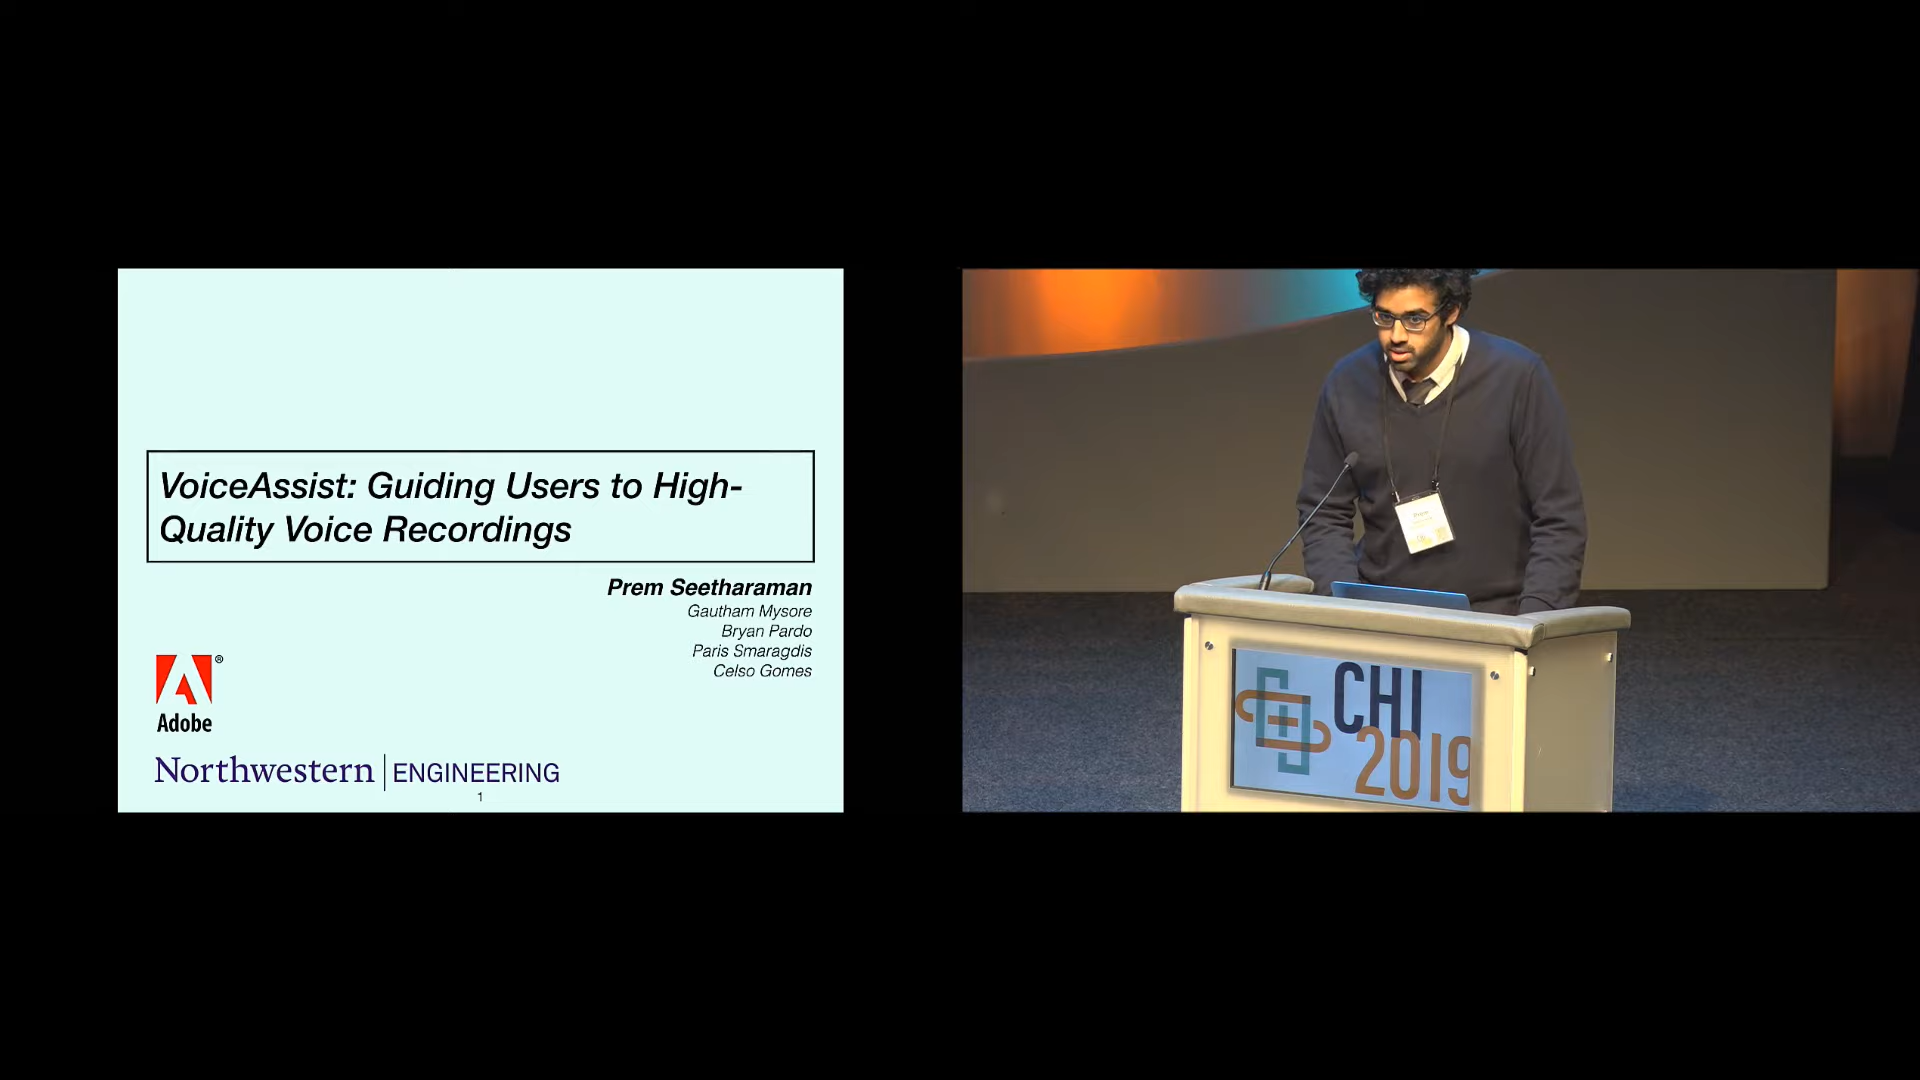 VoiceAssist: Guiding Users to High-
Quality Voice Recordings
Prem Seetharaman
Gautham Mysore
Bryan Pardo
Paris Smaragdis
Celso Gomes
®
Adobe
Northwestern | ENGINEERING
1
Prem
CHI
2019